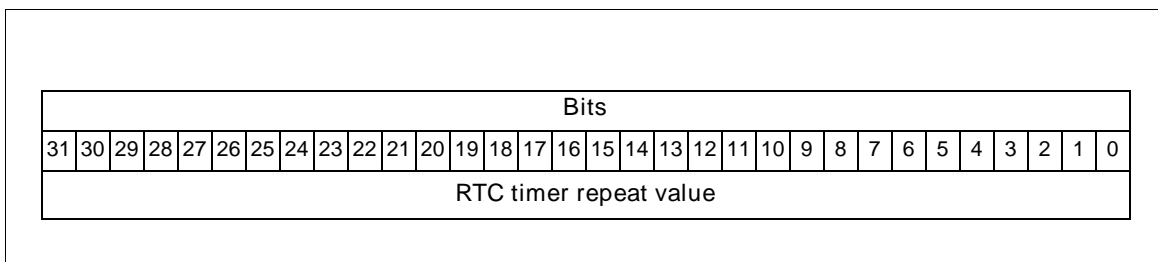 Bits
31 30 29 28 27 26 25 24 23 22 21 20 19 18 17 16 15 14 13 12 11 10 9 8 7 6 5 4 3 2 1 0
RTC timer repeat value